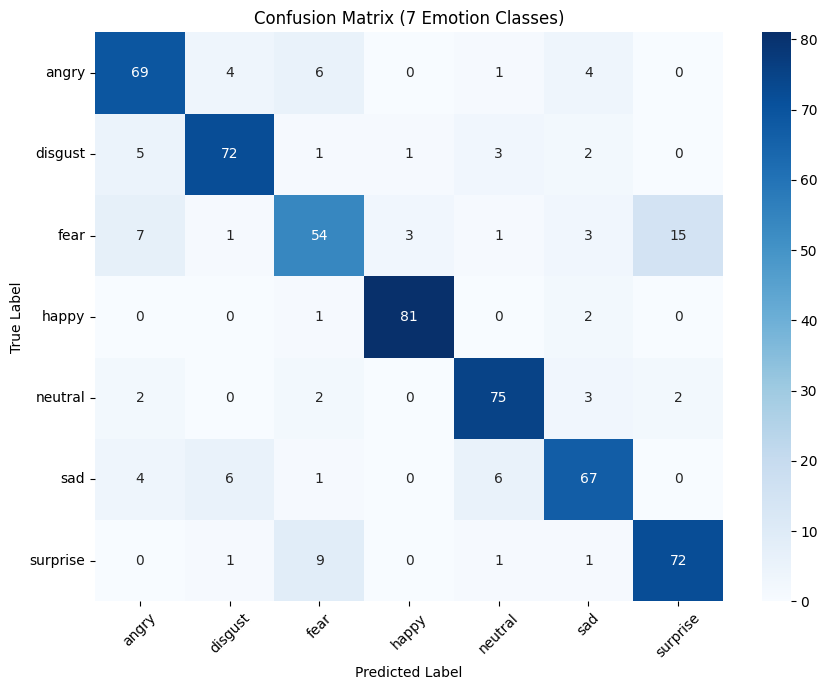 Confusion Matrix (7 Emotion Classes)
angry 69 4 6 0 1 4 0
disgust 5 72 1 1 3 2 0
fear 7 1 54 3 1 3 15
happy 0 0 1 81 0 2 0
neutral 2 0 2 0 75 3 2
sad 4 6 1 0 6 67 0
surprise 0 1 9 0 1 1 72
angry disgust fear happy neutral sad surprise
Predicted Label
True Label
80
70
60
50
40
30
20
10
0